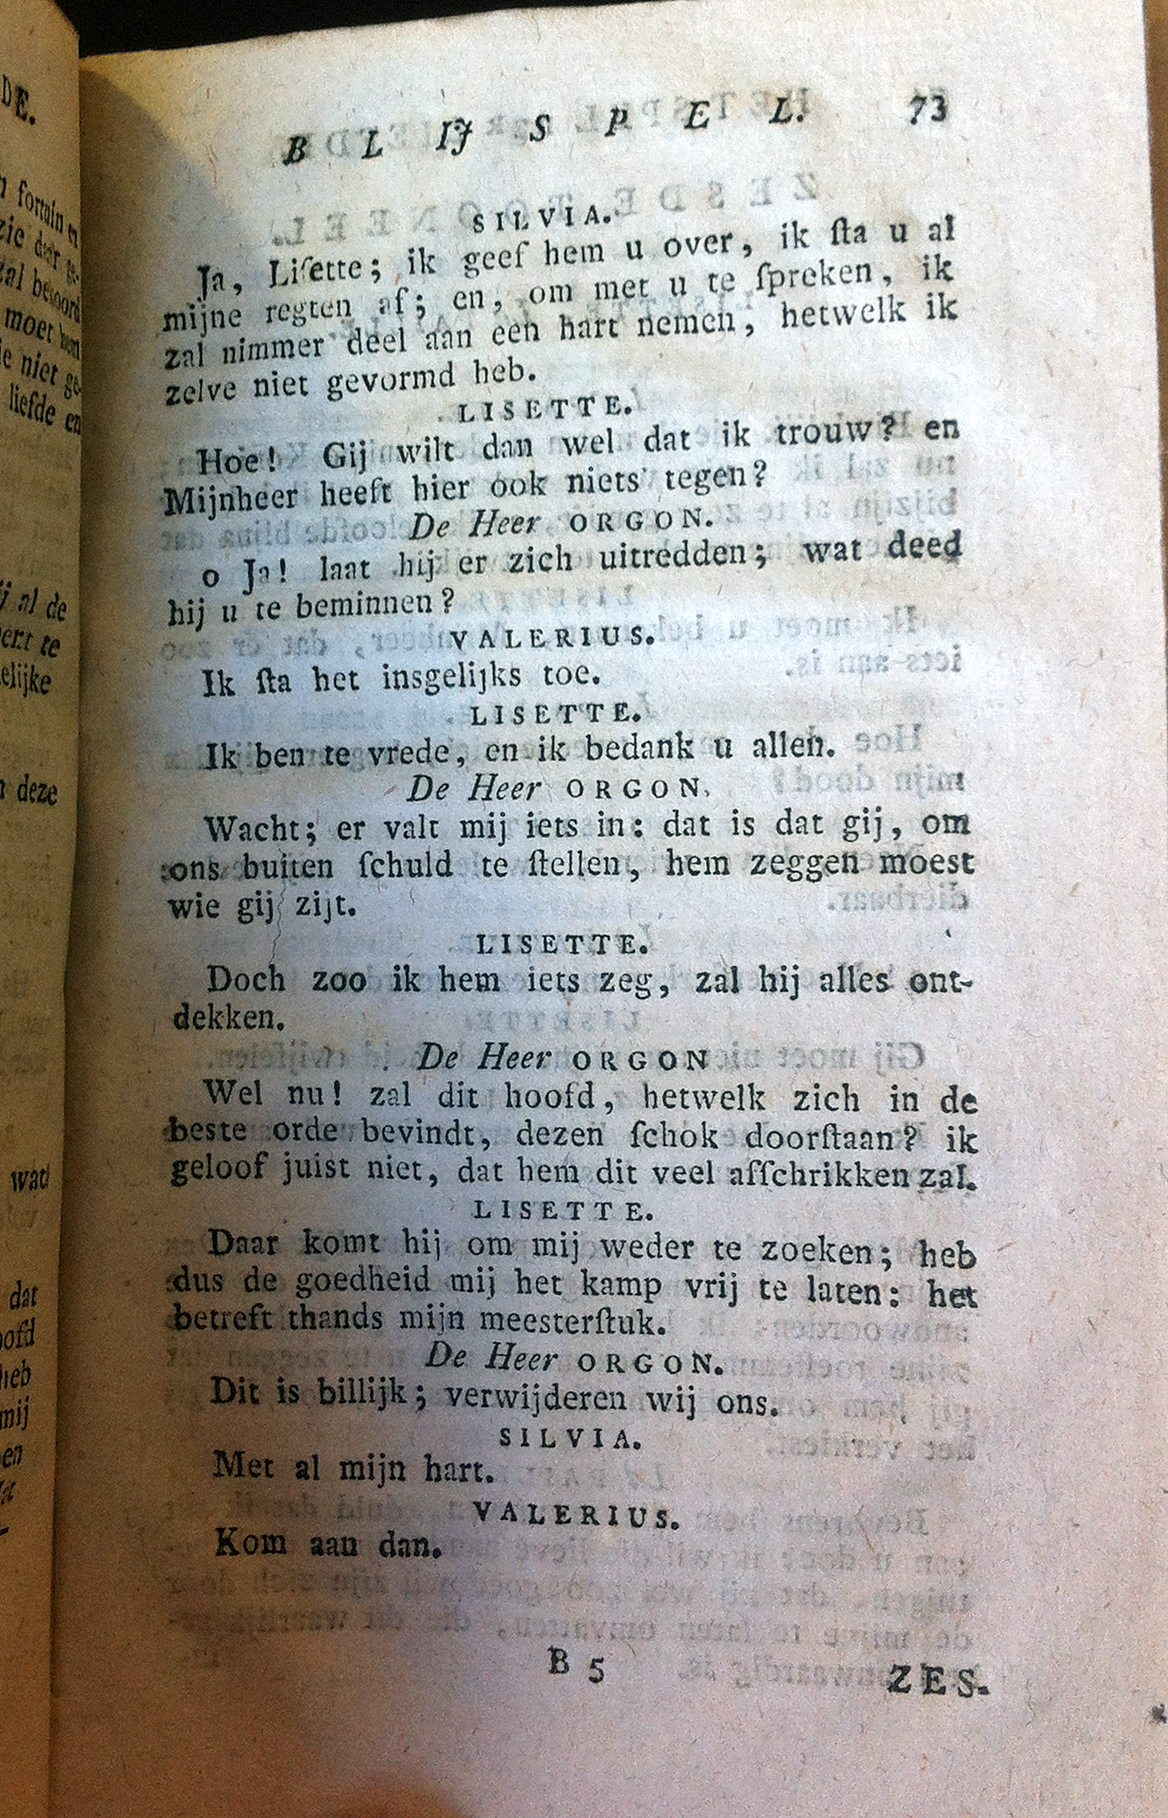 BLIJSPEL. 73
SILVIA.
Ja, Liſette; ik geef hem u over, ik ſta u al
mijne regten af; en, om met u te ſpreken, ik
zal nimmer deel aan een hart nemen, hetwelk ik
zelve niet gevormd heb.
LISETTE.
Hoe! Gij wilt dan wel dat ik trouw? en
Mijnheer heeft hier ook niets tegen?
De Heer ORGON.
o Ja! laat hij er zich uitredden; wat deed
hij u te beminnen?
VALERIUS.
Ik ſta het insgelijks toe.
LISETTE.
Ik ben te vrede, en ik bedank u allen.
De Heer ORGON.
Wacht; er valt mij iets in: dat is dat gij, om
ons buiten ſchuld te ſtellen, hem zeggen moest
wie gij zijt.
LISETTE.
Doch zoo ik hem iets zeg, zal hij alles ont-
dekken.
De Heer ORGON
Wel nu! zal dit hoofd, hetwelk zich in de
beste orde bevindt, dezen ſchok doorſtaan? ik
geloof juist niet, dat hem dit veel afſchrikken zal.
LISETTE.
Daar komt hij om mij weder te zoeken; heb
dus de goedheid mij het kamp vrij te laten: het
betreft thands mijn meesterſtuk.
De Heer ORGON.
Dit is billijk; verwijderen wij ons.
SILVIA.
Met al mijn hart.
VALERIUS.
Kom aan dan.
B 5 ZES-